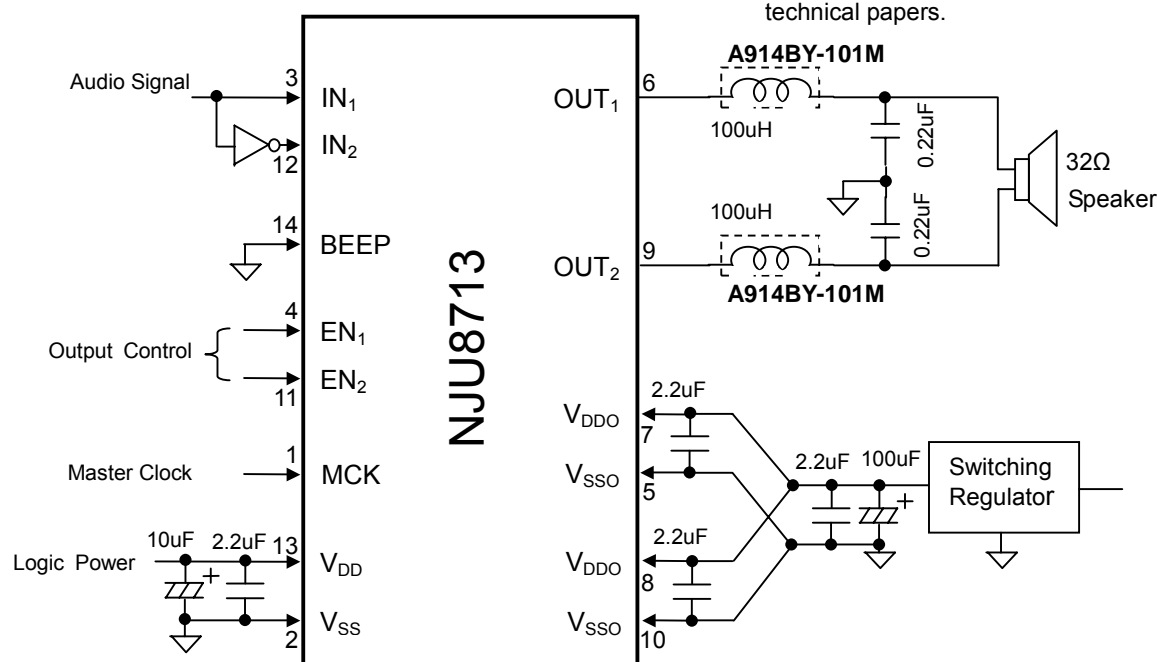 technical papers.
A914BY-101M
Audio Signal
3
IN1
OUT1
6
100uH
0.22uF
IN2
12
32Ω
Speaker
100uH
0.22uF
14
BEEP
OUT2
9
A914BY-101M
NJU8713
4
EN1
Output Control
EN2
11
2.2uF
VDDO
7
1
Master Clock
MCK
VSSO
5
2.2uF
100uF
+
Switching
Regulator
10uF
2.2uF
13
Logic Power
+
VDD
2.2uF
VDDO
8
VSS
2
VSSO
10